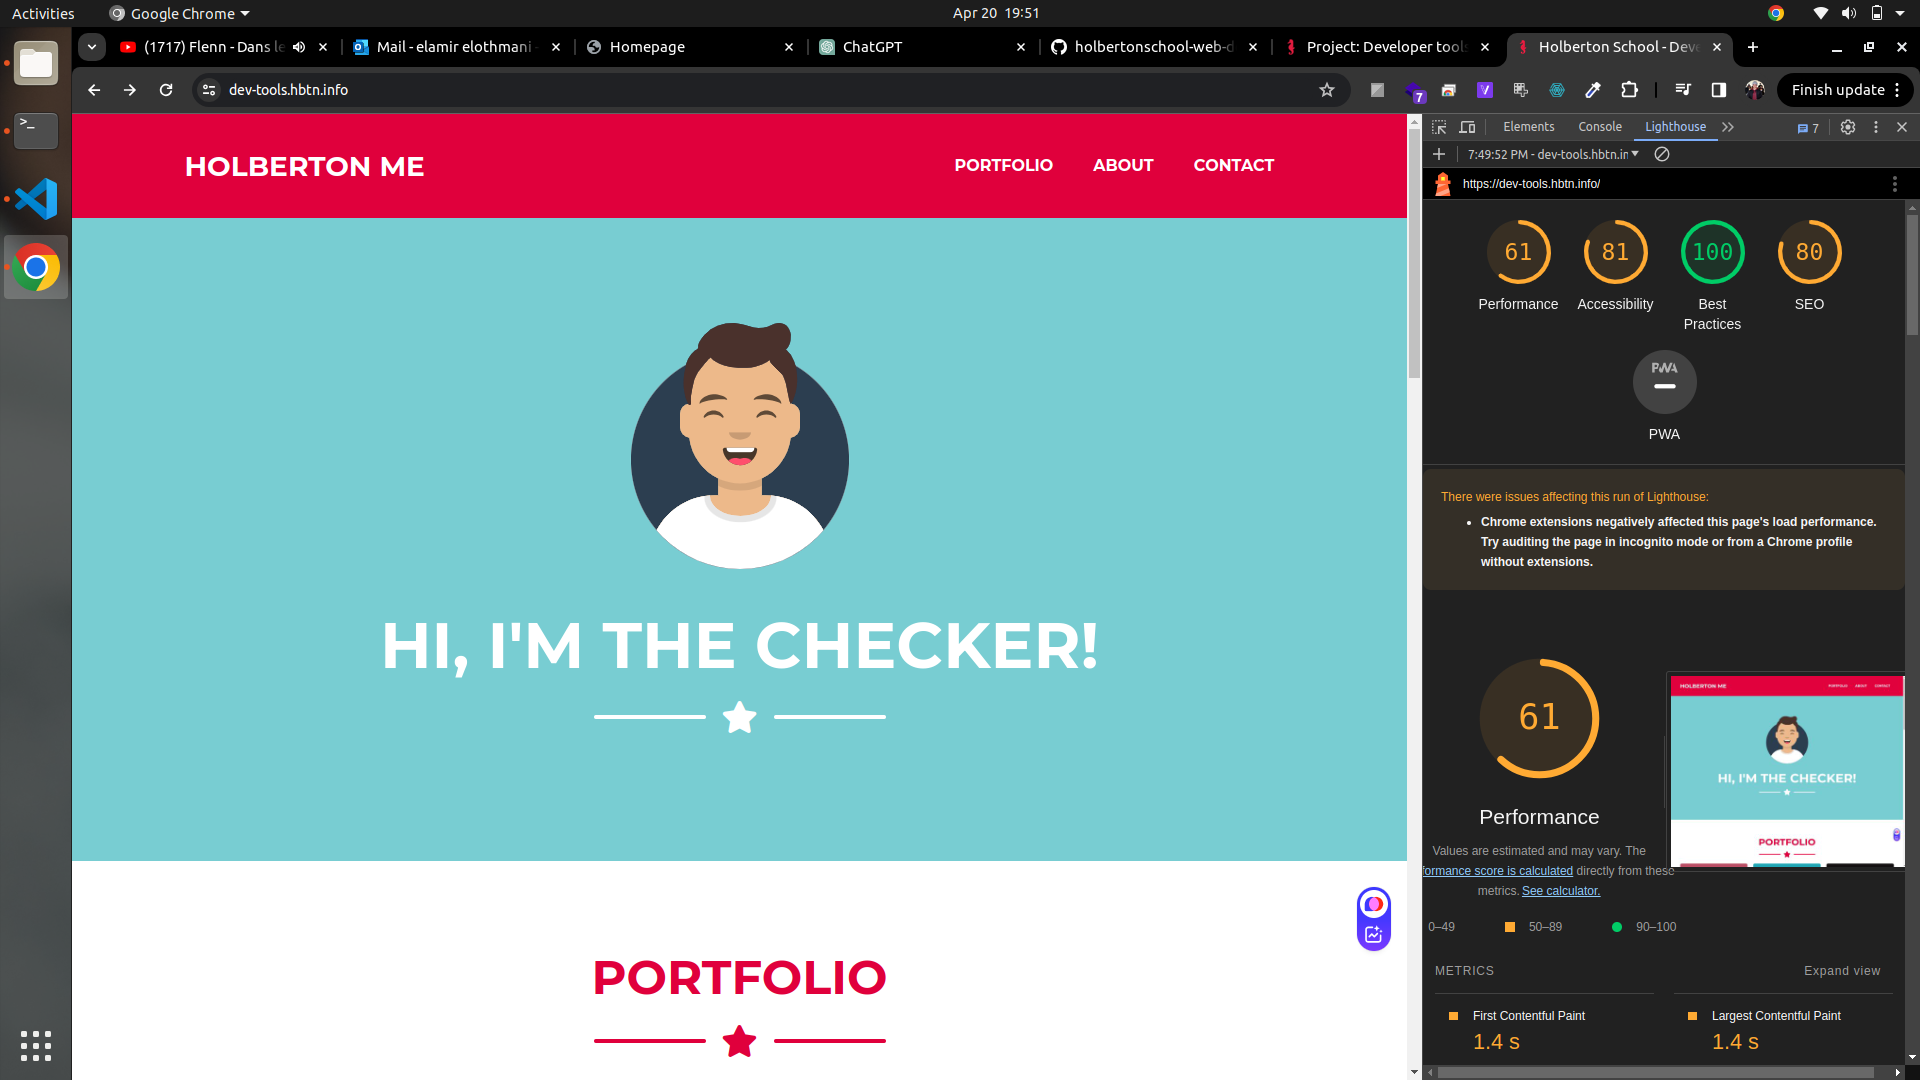 Activities
Google Chrome
Apr 20 19:51
(1717) Flenn - Dans le
Mail - elamir elothmani -
Homepage
ChatGPT
holbertonschool-web-d
Project: Developer tools
Holberton School - Deve
dev-tools.hbtn.info
7
Finish update
HOLBERTON ME
PORTFOLIO
ABOUT
CONTACT
HI, I'M THE CHECKER!
PORTFOLIO
Elements
Console
Lighthouse
7
7:49:52 PM - dev-tools.hbtn.in
https://dev-tools.hbtn.info/
61
81
100
80
Performance
Accessibility
Best
Practices
SEO
PWA
PWA
There were issues affecting this run of Lighthouse:
Chrome extensions negatively affected this page's load performance.
Try auditing the page in incognito mode or from a Chrome profile
without extensions.
61
Performance
Values are estimated and may vary. The
formance score is calculated directly from these
metrics. See calculator.
0–49
50–89
90–100
HOLBERTON ME
PORTFOLIO
ABOUT
CONTACT
HI, I'M THE CHECKER!
PORTFOLIO
METRICS
Expand view
First Contentful Paint
1.4 s
Largest Contentful Paint
1.4 s